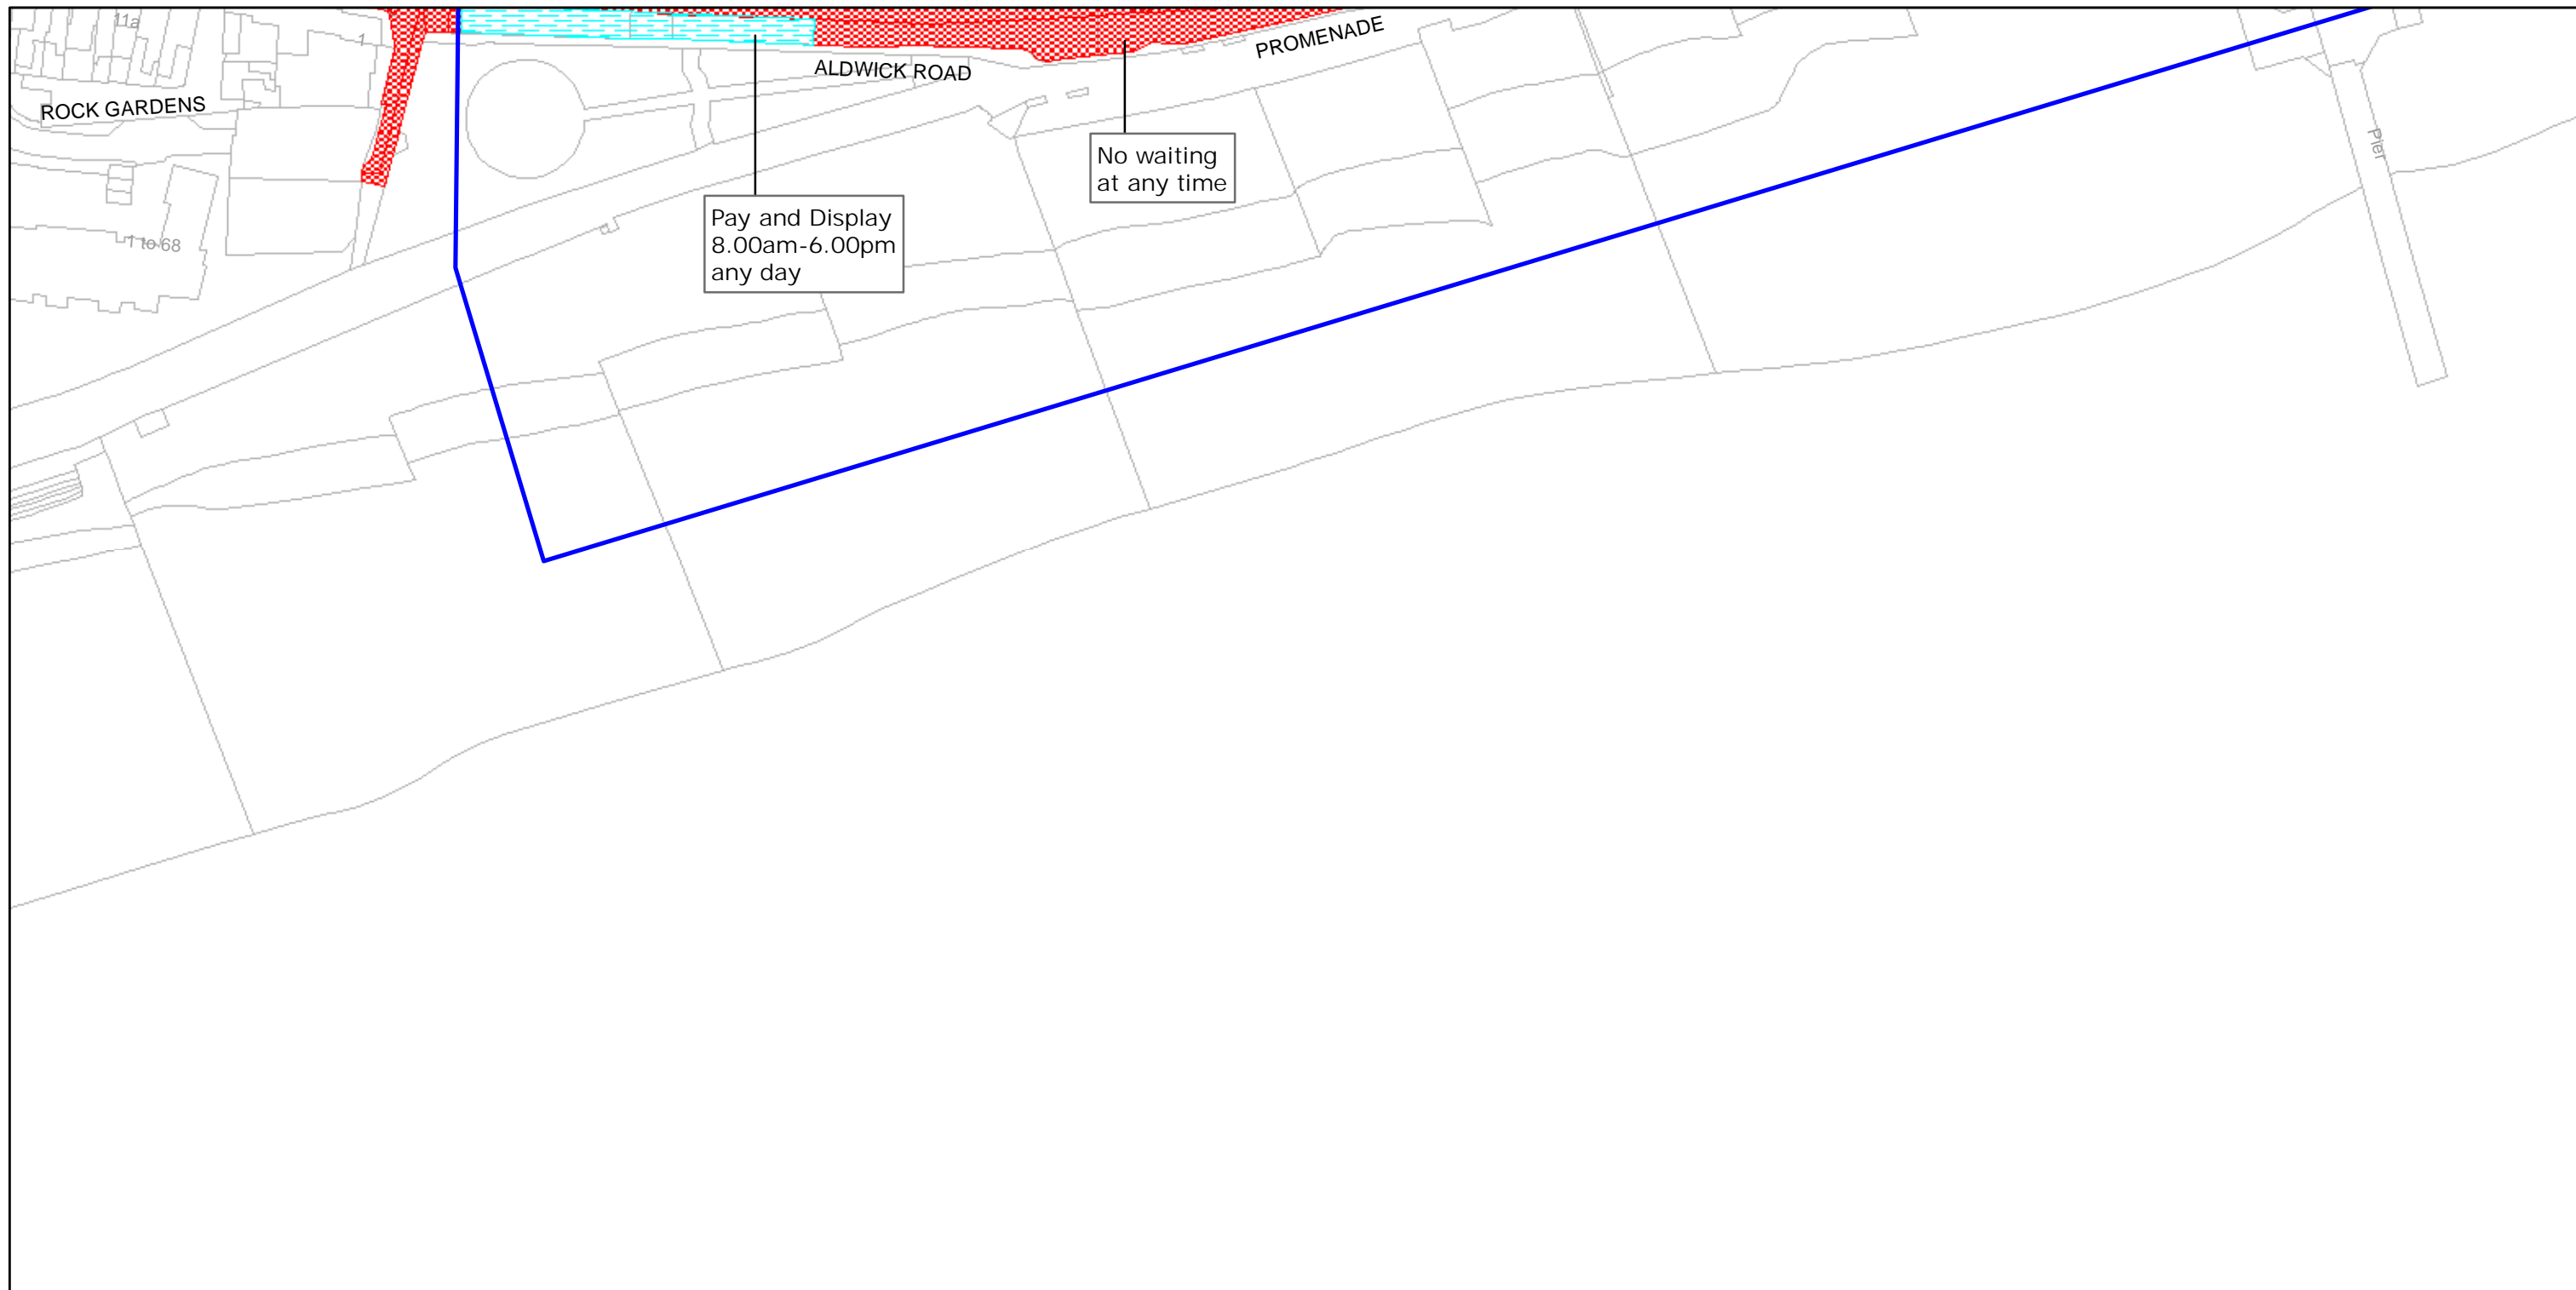 11a
1
ROCK GARDENS
1 to 68
ALDWICK ROAD
PROMENADE
Pier
No waiting
at any time
Pay and Display
8.00am-6.00pm
any day